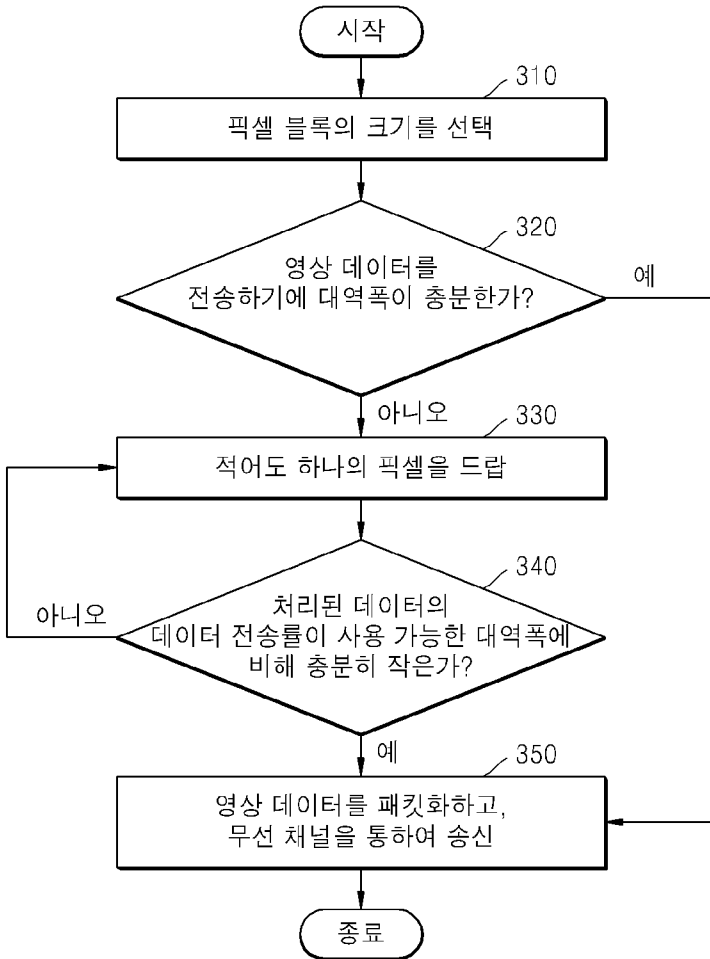 시작
310
픽셀 블록의 크기를 선택
320
영상 데이터를
전송하기에 대역폭이 충분한가?
예
아니오
330
적어도 하나의 픽셀을 드랍
340
처리된 데이터의
데이터 전송률이 사용 가능한 대역폭에
비해 충분히 작은가?
아니오
예
350
영상 데이터를 패킷화하고,
무선 채널을 통하여 송신
종료